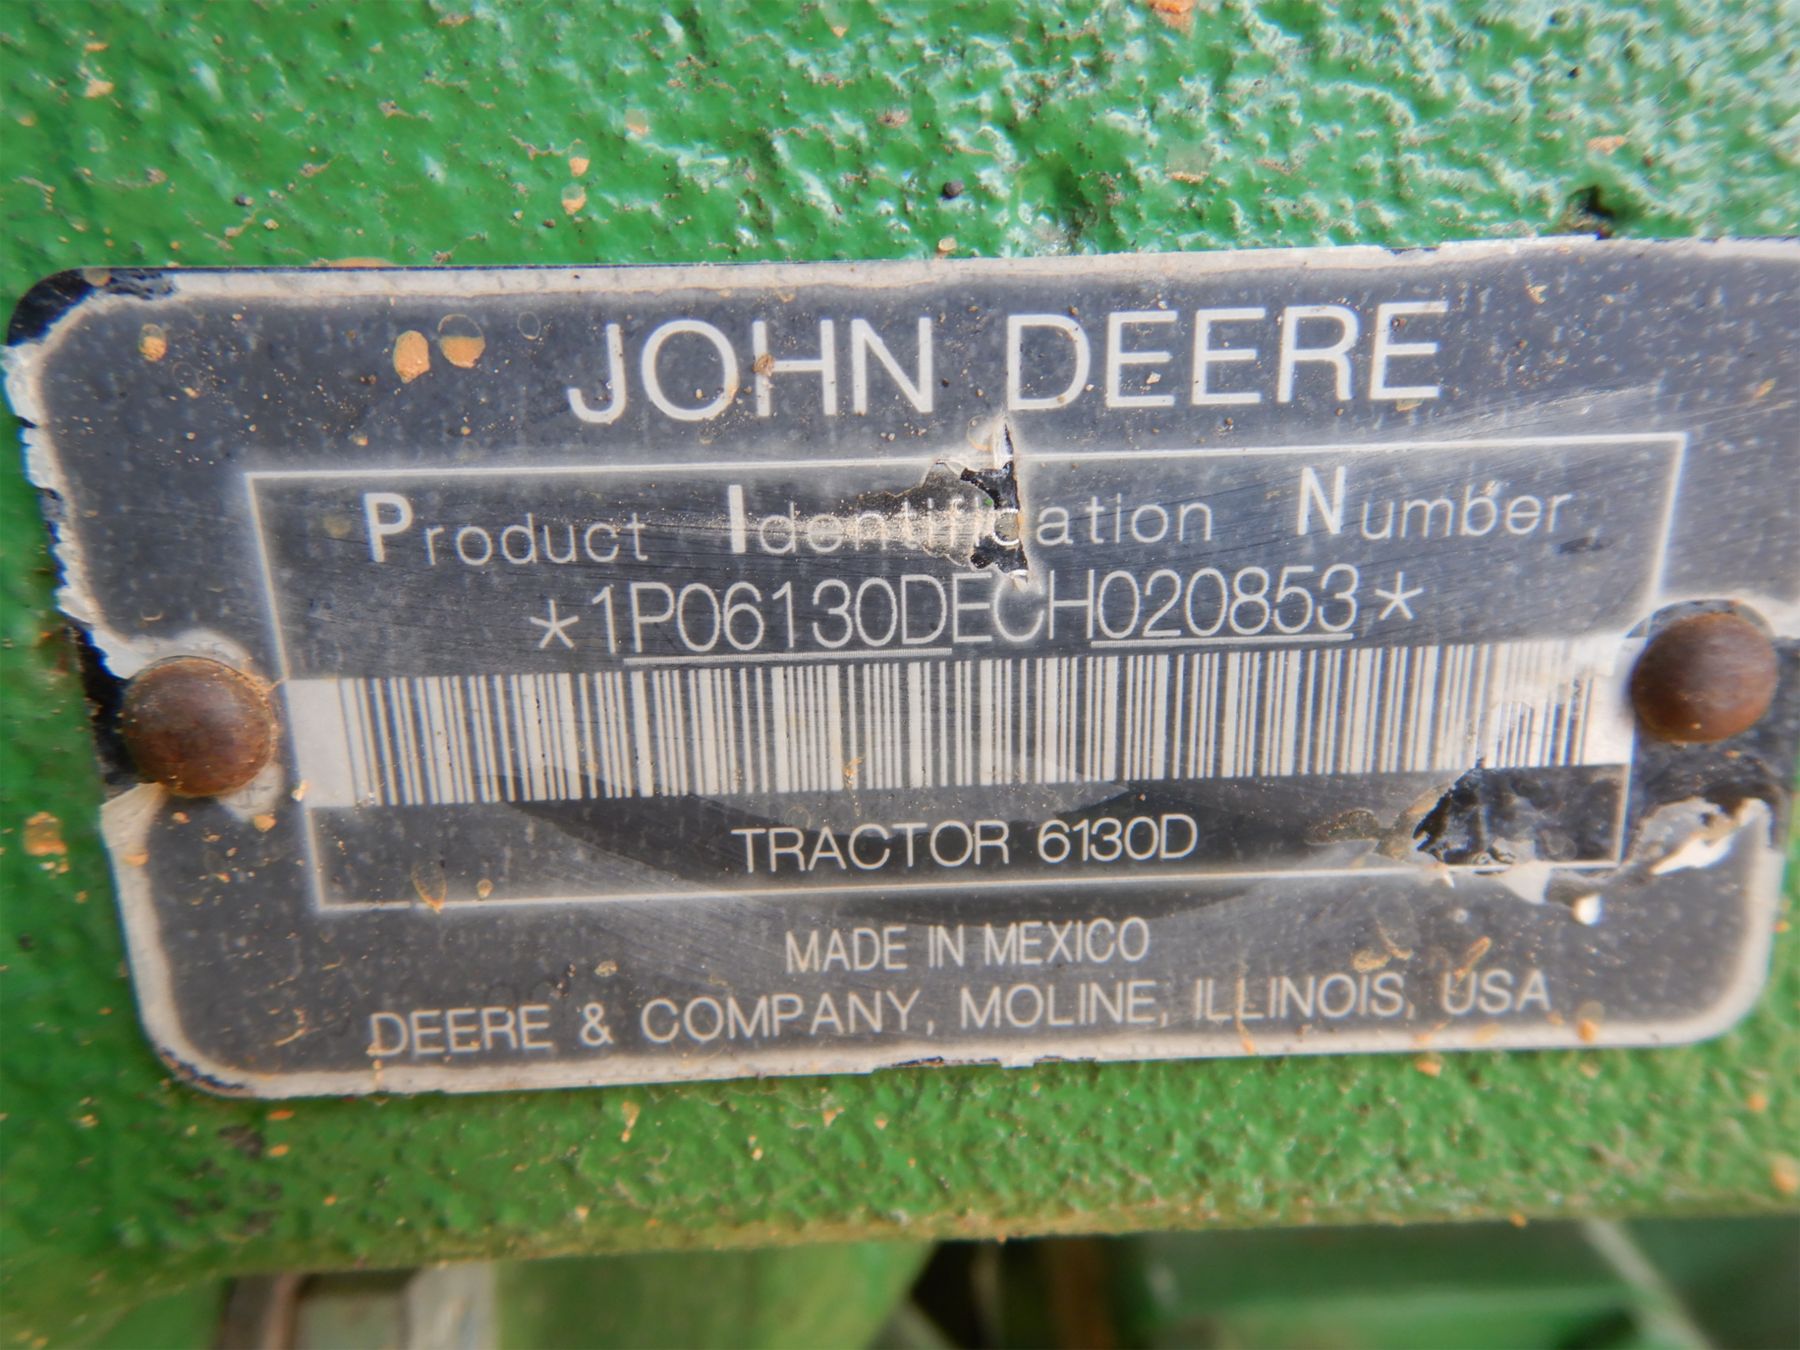 JOHN DEERE
Product Identification Number
*1P06130DECH020853*
TRACTOR 6130D
MADE IN MEXICO
DEERE & COMPANY, MOLINE, ILLINOIS, USA